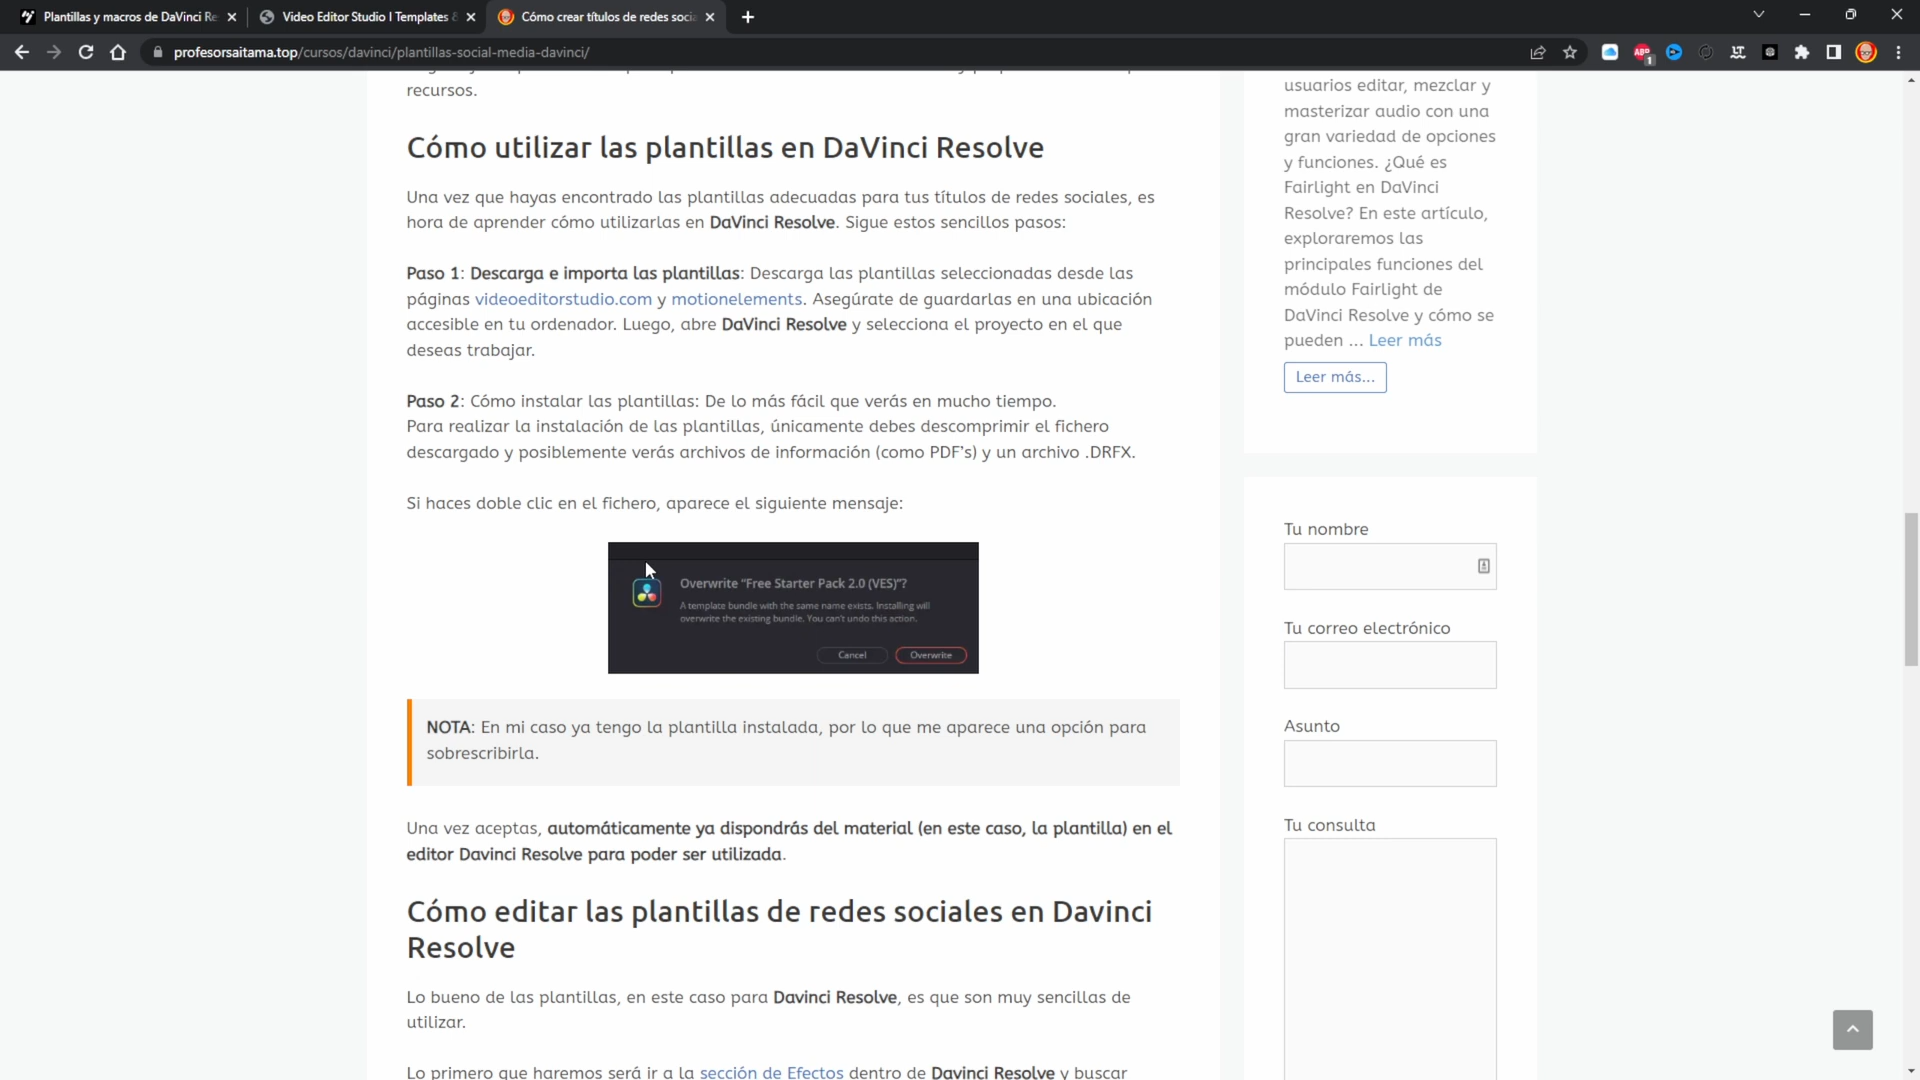 Plantillas y macros de DaVinci Re
Video Editor Studio | Templates &
Cómo crear títulos de redes socia
profesorsaitama.top/cursos/davinci/plantillas-social-media-davinci/
ABP
1
recursos.
Cómo utilizar las plantillas en DaVinci Resolve
Una vez que hayas encontrado las plantillas adecuadas para tus títulos de redes sociales, es
hora de aprender cómo utilizarlas en DaVinci Resolve. Sigue estos sencillos pasos:
Paso 1: Descarga e importa las plantillas: Descarga las plantillas seleccionadas desde las
páginas videoeditorstudio.com y motionelements. Asegúrate de guardarlas en una ubicación
accesible en tu ordenador. Luego, abre DaVinci Resolve y selecciona el proyecto en el que
deseas trabajar.
Paso 2: Cómo instalar las plantillas: De lo más fácil que verás en mucho tiempo.
Para realizar la instalación de las plantillas, únicamente debes descomprimir el fichero
descargado y posiblemente verás archivos de información (como PDF's) y un archivo .DRFX.
Si haces doble clic en el fichero, aparece el siguiente mensaje:
Overwrite "Free Starter Pack 2.0 (VES)"?
A template bundle with the same name exists. Installing will
overwrite the existing bundle. You can't undo this action.
Cancel
Overwrite
NOTA: En mi caso ya tengo la plantilla instalada, por lo que me aparece una opción para
sobrescribirla.
Una vez aceptas, automáticamente ya dispondrás del material (en este caso, la plantilla) en el
editor Davinci Resolve para poder ser utilizada.
Cómo editar las plantillas de redes sociales en Davinci
Resolve
Lo bueno de las plantillas, en este caso para Davinci Resolve, es que son muy sencillas de
utilizar.
Lo primero que haremos será ir a la sección de Efectos dentro de Davinci Resolve y buscar
usuarios editar, mezclar y
masterizar audio con una
gran variedad de opciones
y funciones. ¿Qué es
Fairlight en DaVinci
Resolve? En este artículo,
exploraremos las
principales funciones del
módulo Fairlight de
DaVinci Resolve y cómo se
pueden ... Leer más
Leer más...
Tu nombre
Tu correo electrónico
Asunto
Tu consulta